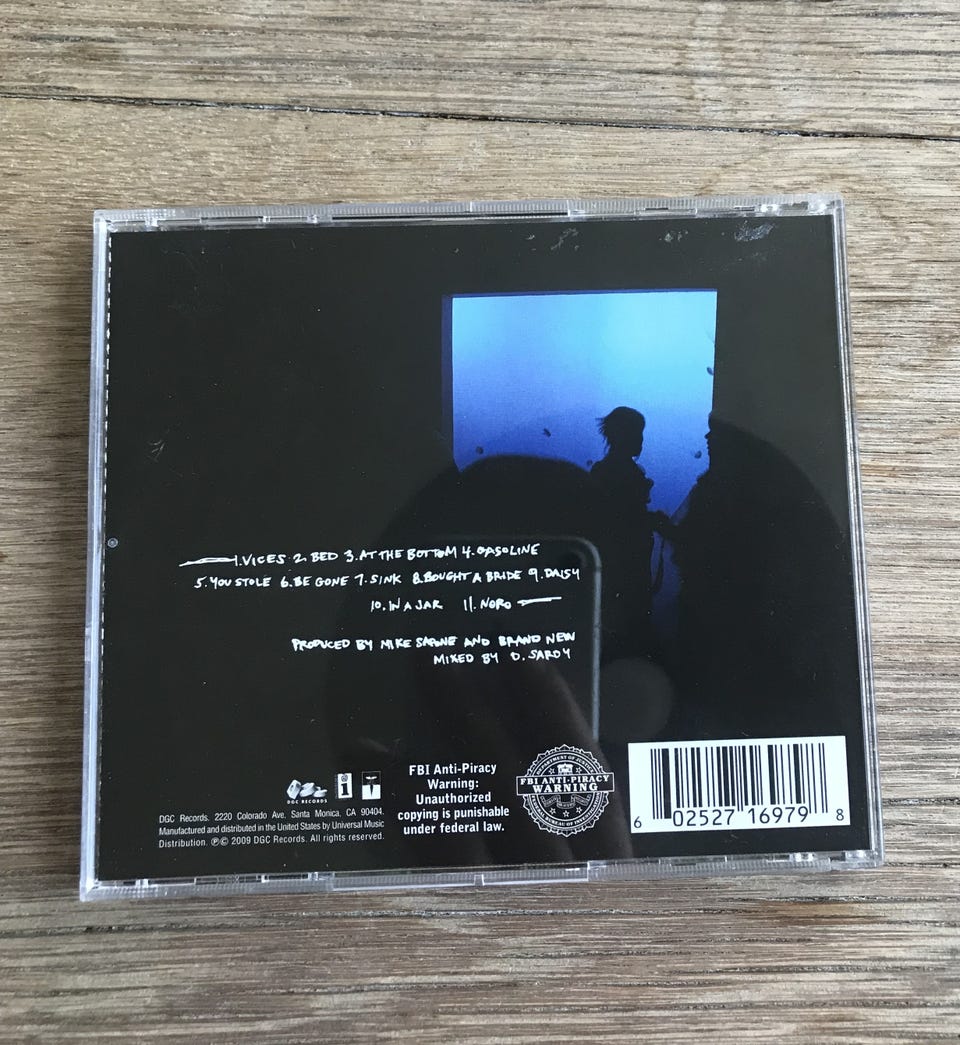 1. VICES 2. BED 3. AT THE BOTTOM 4. GASOLINE
5. YOU STOLE 6. BE GONE 7. SINK 8. BOUGHT A BRIDE 9. DAISY
10. IN A JAR 11. NORO
PRODUCED BY MIKE SAPONE AND BRAND NEW
MIXED BY D. SARDY
DGC RECORDS
DGC Records. 2220 Colorado Ave. Santa Monica, CA 90404.
Manufactured and distributed in the United States by Universal Music
Distribution. ℗© 2009 DGC Records. All rights reserved.
FBI Anti-Piracy
Warning:
Unauthorized
copying is punishable
under federal law.
DEPARTMENT OF JUSTICE
FBI ANTI-PIRACY
WARNING
6 02527 16979 8